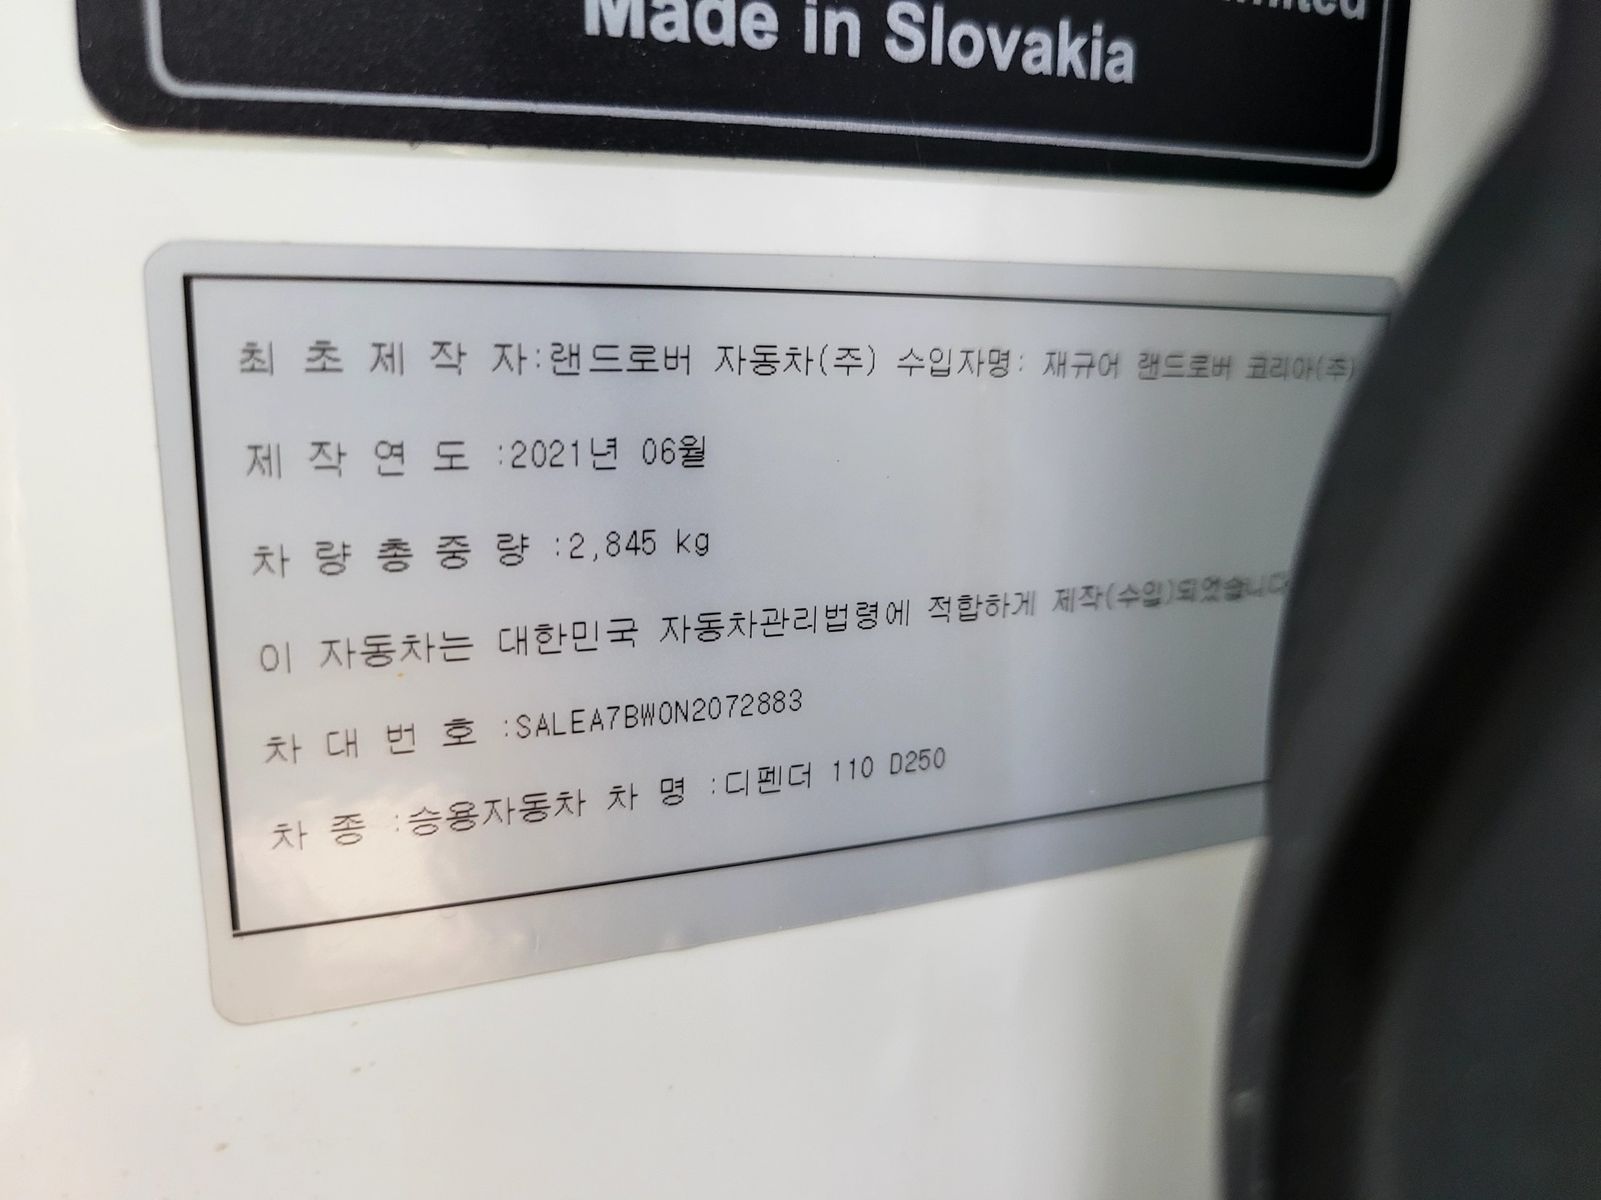 Made in Slovakia
최 초 제 작 자:랜드로버 자동차(주) 수입자명: 재규어 랜드로버 코리아(주)
제 작 연 도 :2021년 06월
차 량 총 중 량 :2,845 kg
이 자동차는 대한민국 자동차관리법령에 적합하게 제작(수입)되었습니다
차 대 번 호 :SALEA7BW0N2072883
차 종 :승용자동차 차 명 :디펜더 110 D250